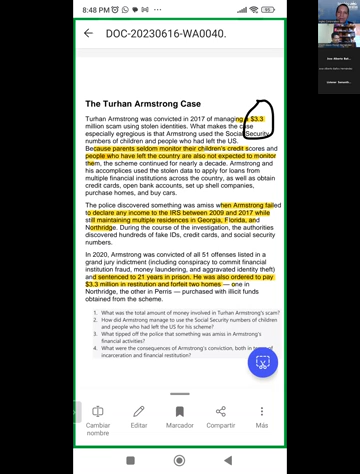 8:48 PM
95
DOC-20230616-WA0040.
The Turhan Armstrong Case
Turhan Armstrong was convicted in 2017 of managing a $3.3
million scam using stolen identities. What makes the case
especially egregious is that Armstrong used the Social Security
numbers of children and people who had left the US.
Because parents seldom monitor their children's credit scores and
people who have left the country are also not expected to monitor
them, the scheme continued for nearly a decade. Armstrong and
his accomplices used the stolen data to apply for loans from
multiple financial institutions across the country, as well as obtain
credit cards, open bank accounts, set up shell companies,
purchase homes, and buy cars.
The police discovered something was amiss when Armstrong failed
to declare any income to the IRS between 2009 and 2017 while
still maintaining multiple residences in Georgia, Florida, and
Northridge. During the course of the investigation, the authorities
discovered hundreds of fake IDs, credit cards, and social security
numbers.
In 2020, Armstrong was convicted of all 51 offenses listed in a
grand jury indictment (including conspiracy to commit financial
institution fraud, money laundering, and aggravated identity theft)
and sentenced to 21 years in prison. He was also ordered to pay
$3.3 million in restitution and forfeit two homes — one in
Northridge, the other in Perris — purchased with illicit funds
obtained from the scheme.
1. What was the total amount of money involved in Turhan Armstrong's scam?
2. How did Armstrong manage to use the Social Security numbers of children
and people who had left the US for his scheme?
3. What tipped off the police that something was amiss in Armstrong's
financial activities?
4. What were the consequences of Armstrong's conviction, both in terms of
incarceration and financial restitution?
Cambiar
nombre
Editar
Marcador
Compartir
Más